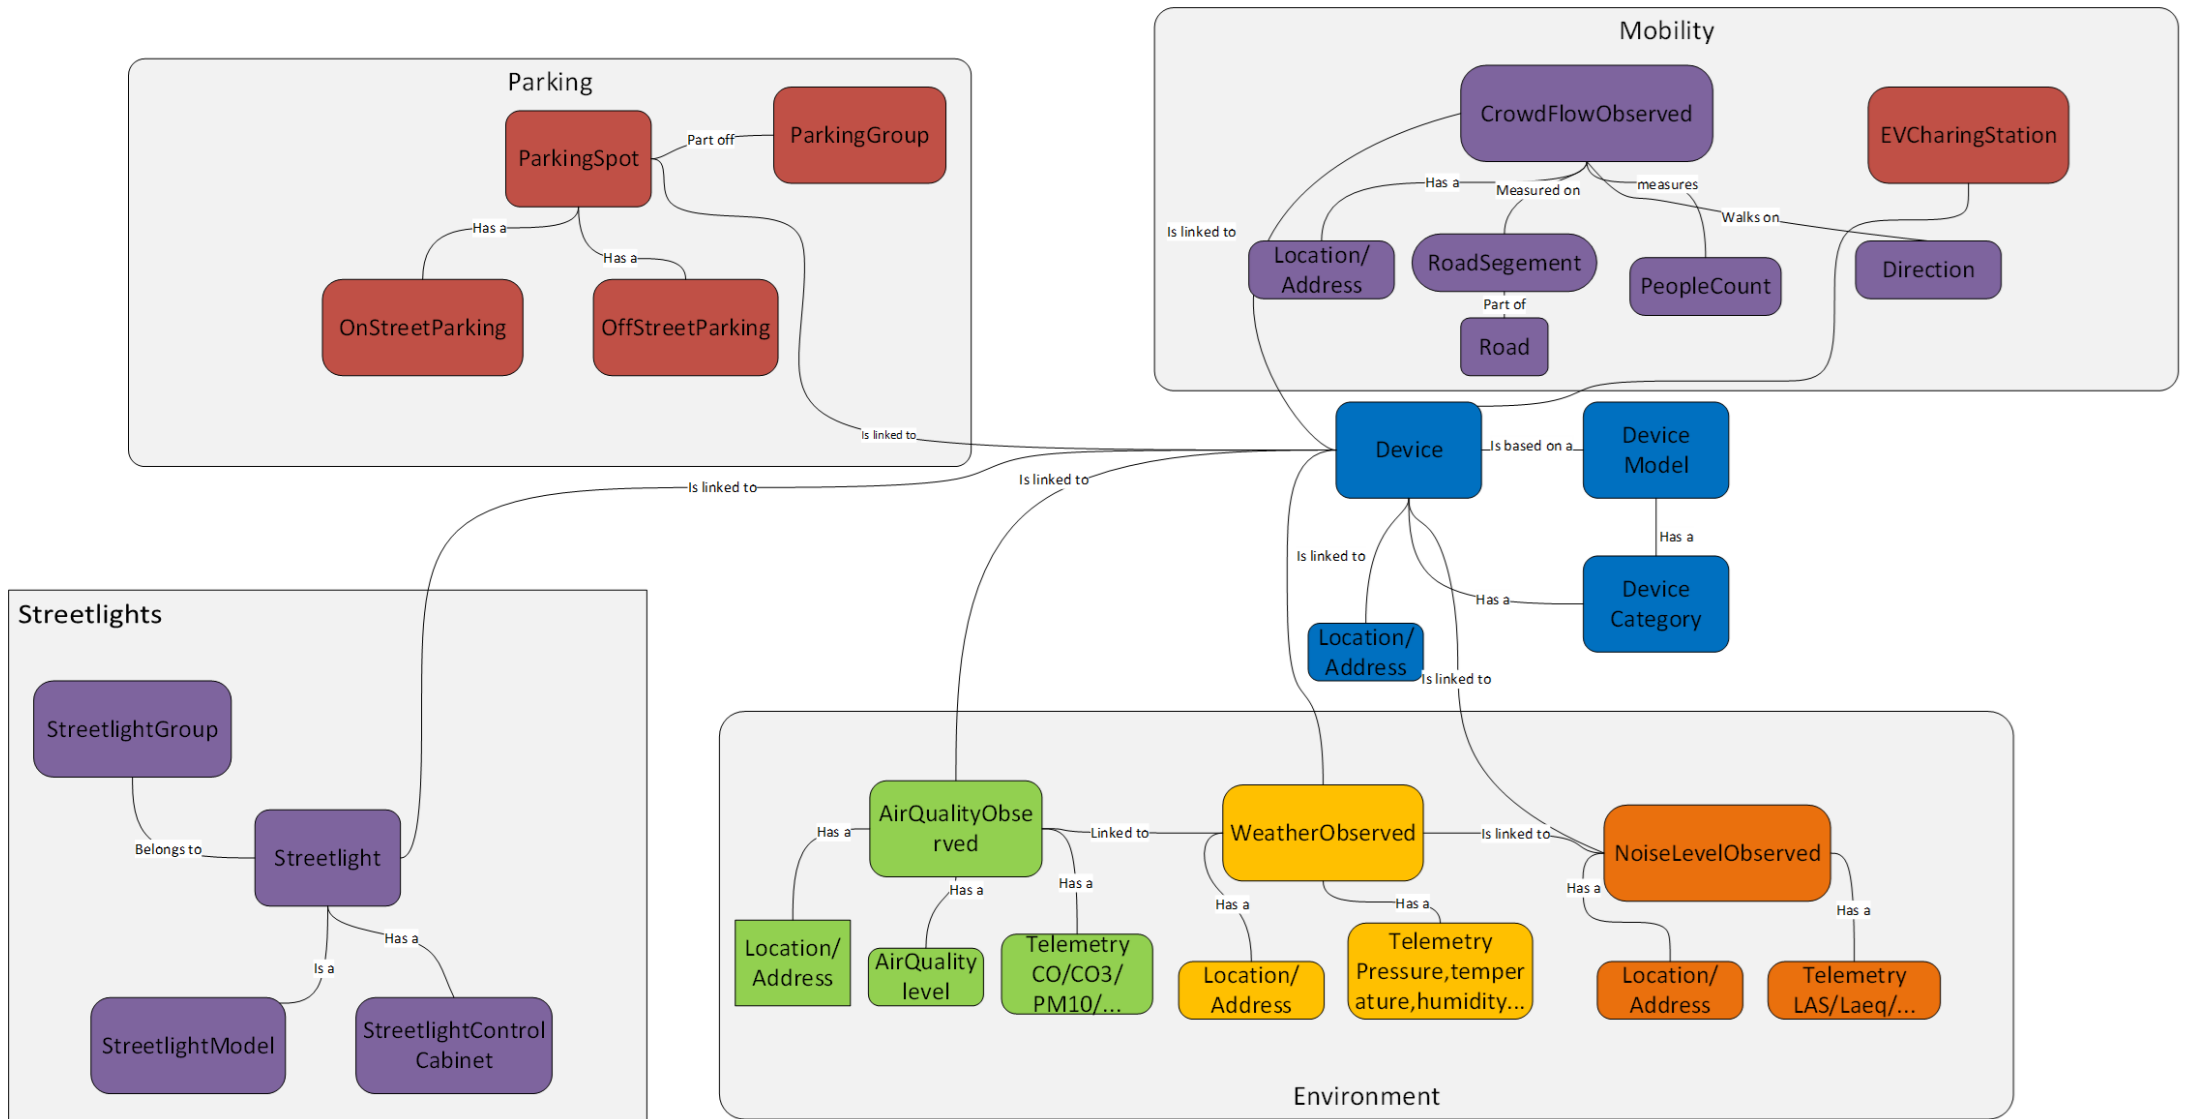 Parking
ParkingSpot
Part off
ParkingGroup
Has a
Has a
OnStreetParking
OffStreetParking
Is linked to
Mobility
CrowdFlowObserved
EVCharingStation
Has a
Measured on
measures
Walks on
Is linked to
Location/
Address
RoadSegement
PeopleCount
Direction
Part of
Road
Device
Is based on a
Device
Model
Has a
Device
Category
Has a
Is linked to
Location/
Address
Is linked to
Is linked to
Is linked to
Streetlights
StreetlightGroup
Belongs to
Streetlight
Is a
Has a
StreetlightModel
StreetlightControl
Cabinet
AirQualityObse
rved
Linked to
WeatherObserved
Is linked to
NoiseLevelObserved
Has a
Has a
Has a
Has a
Has a
Has a
Has a
Location/
Address
AirQuality
level
Telemetry
CO/CO3/
PM10/...
Location/
Address
Telemetry
Pressure,temper
ature,humidity...
Location/
Address
Telemetry
LAS/Laeq/...
Environment